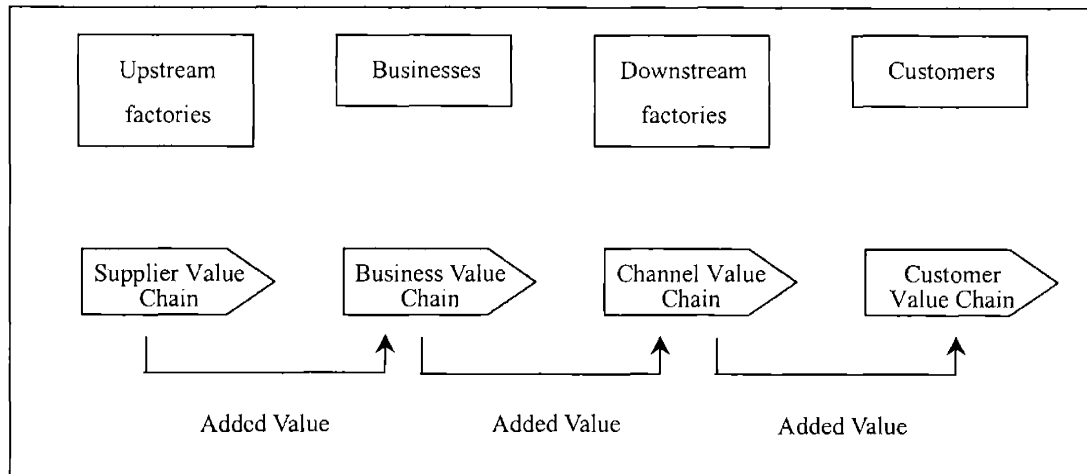 Upstream
factories
Businesses
Downstream
factories
Customers
Supplier Value
Chain
Business Value
Chain
Channel Value
Chain
Customer
Value Chain
Added Value
Added Value
Added Value